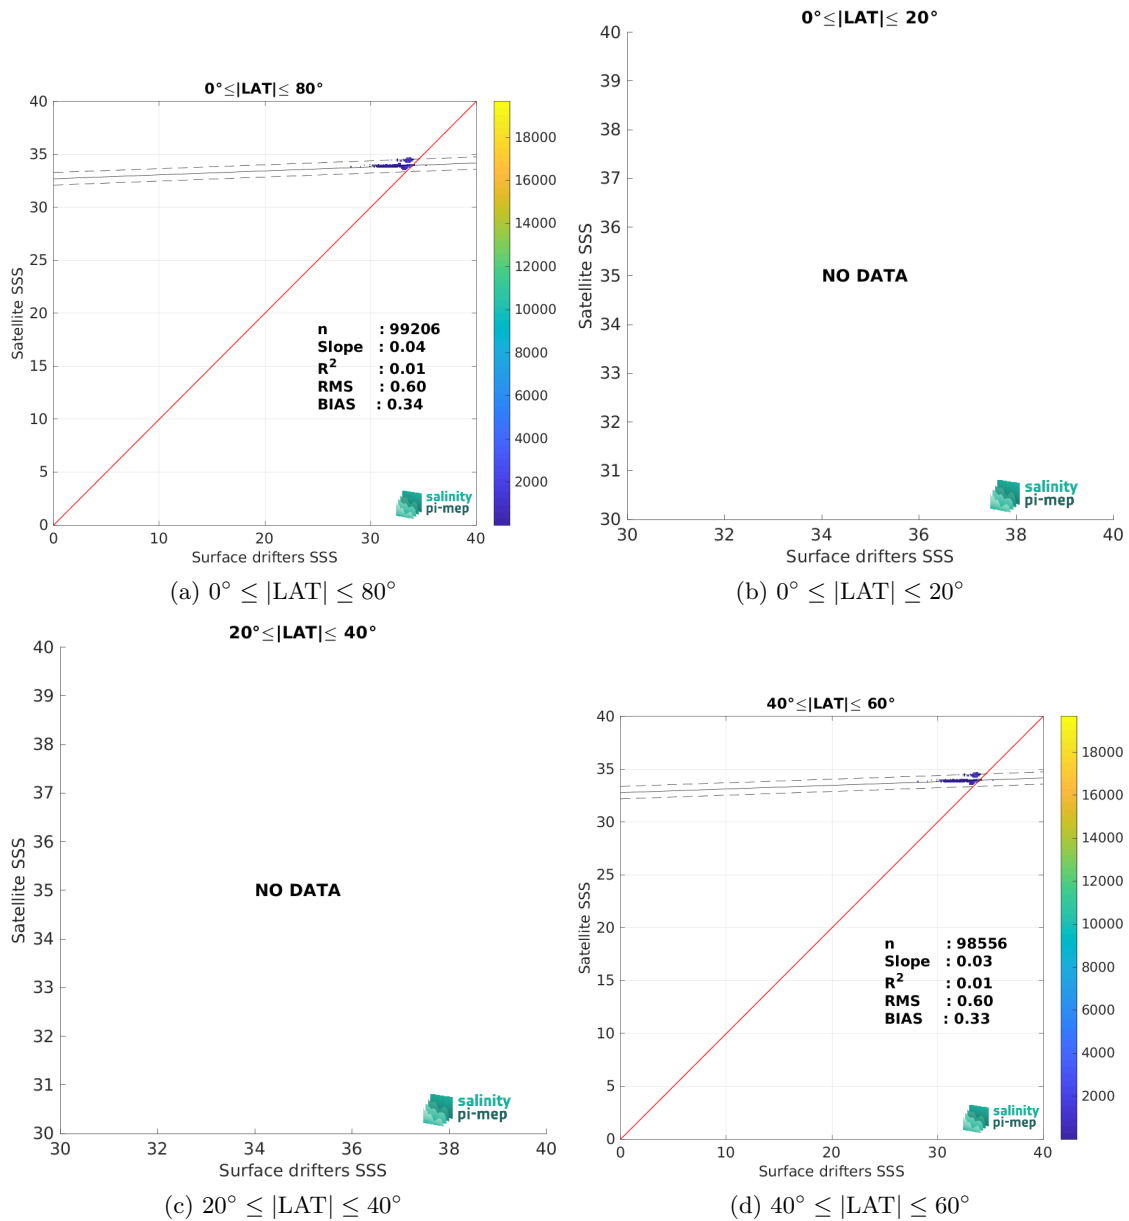 0°≤|LAT|≤ 80°
40
35
30
25
20
15
10
5
0
Satellite SSS
n : 99206
Slope : 0.04
R² : 0.01
RMS : 0.60
BIAS : 0.34
salinity
pi-mep
0 10 20 30 40
Surface drifters SSS
18000
16000
14000
12000
10000
8000
6000
4000
2000
(a) 0° ≤ |LAT| ≤ 80°
0°≤|LAT|≤ 20°
40
39
38
37
36
35
34
33
32
31
30
Satellite SSS
NO DATA
salinity
pi-mep
30 32 34 36 38 40
Surface drifters SSS
(b) 0° ≤ |LAT| ≤ 20°
20°≤|LAT|≤ 40°
40
39
38
37
36
35
34
33
32
31
30
Satellite SSS
NO DATA
salinity
pi-mep
30 32 34 36 38 40
Surface drifters SSS
(c) 20° ≤ |LAT| ≤ 40°
40°≤|LAT|≤ 60°
40
35
30
25
20
15
10
5
0
Satellite SSS
n : 98556
Slope : 0.03
R² : 0.01
RMS : 0.60
BIAS : 0.33
salinity
pi-mep
0 10 20 30 40
Surface drifters SSS
18000
16000
14000
12000
10000
8000
6000
4000
2000
(d) 40° ≤ |LAT| ≤ 60°